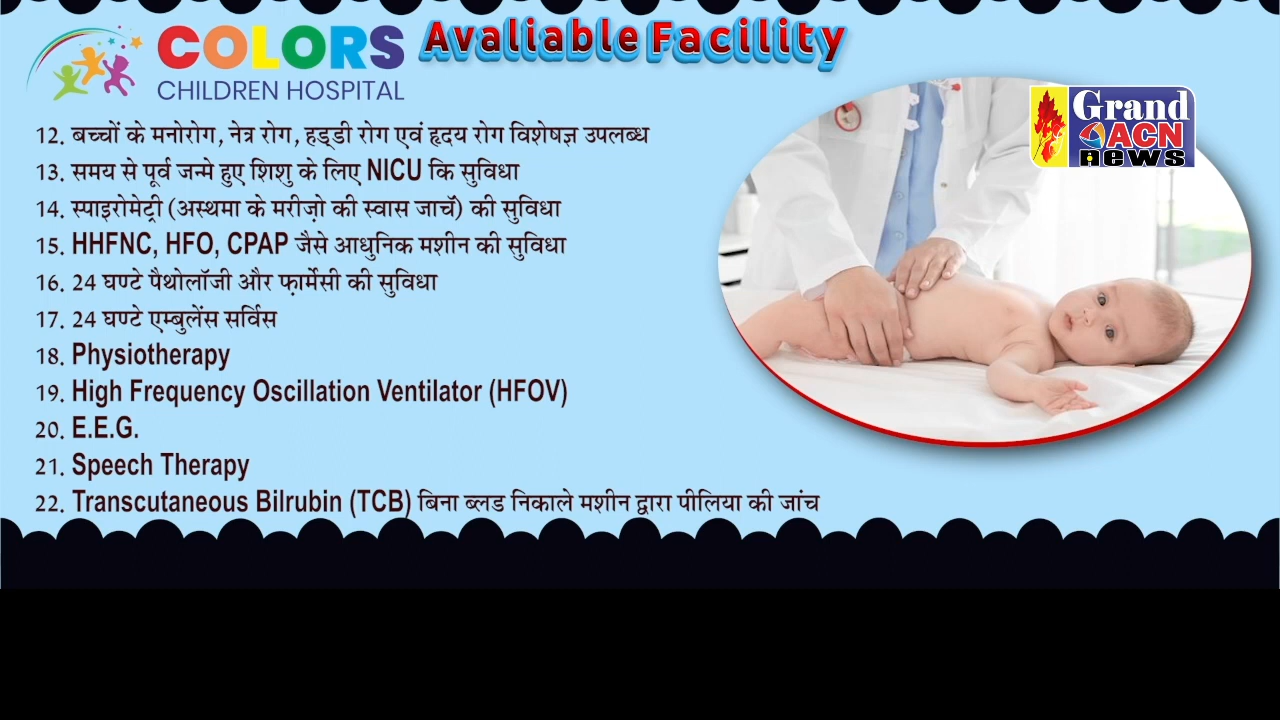 COLORS
CHILDREN HOSPITAL
Avaliable Facility
Grand
ACN
news
12. बच्चों के मनोरोग, नेत्र रोग, हड्डी रोग एवं हृदय रोग विशेषज्ञ उपलब्ध
13. समय से पूर्व जन्मे हुए शिशु के लिए NICU कि सुविधा
14. स्पाइरोमेट्री (अस्थमा के मरीज़ो की स्वास जाचॅं) की सुविधा
15. HHFNC, HFO, CPAP जैसे आधुनिक मशीन की सुविधा
16. 24 घण्टे पैथोलॉजी और फ़ार्मेसी की सुविधा
17. 24 घण्टे एम्बुलेंस सर्विस
18. Physiotherapy
19. High Frequency Oscillation Ventilator (HFOV)
20. E.E.G.
21. Speech Therapy
22. Transcutaneous Bilrubin (TCB) बिना ब्लड निकाले मशीन द्वारा पीलिया की जांच